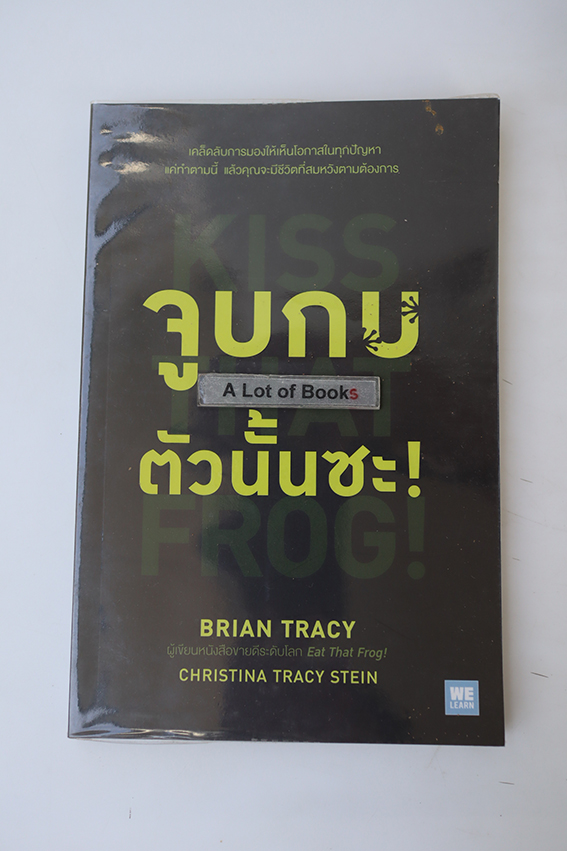 เคล็ดลับการมองให้เห็นโอกาสในทุกปัญหา
แค่ทำตามนี้ แล้วคุณจะมีชีวิตที่สมหวังตามต้องการ
KISS
จูบกบ
THAT
A Lot of Books
ตัวนั้นซะ!
FROG!
BRIAN TRACY
ผู้เขียนหนังสือขายดีระดับโลก Eat That Frog!
CHRISTINA TRACY STEIN
WE
LEARN